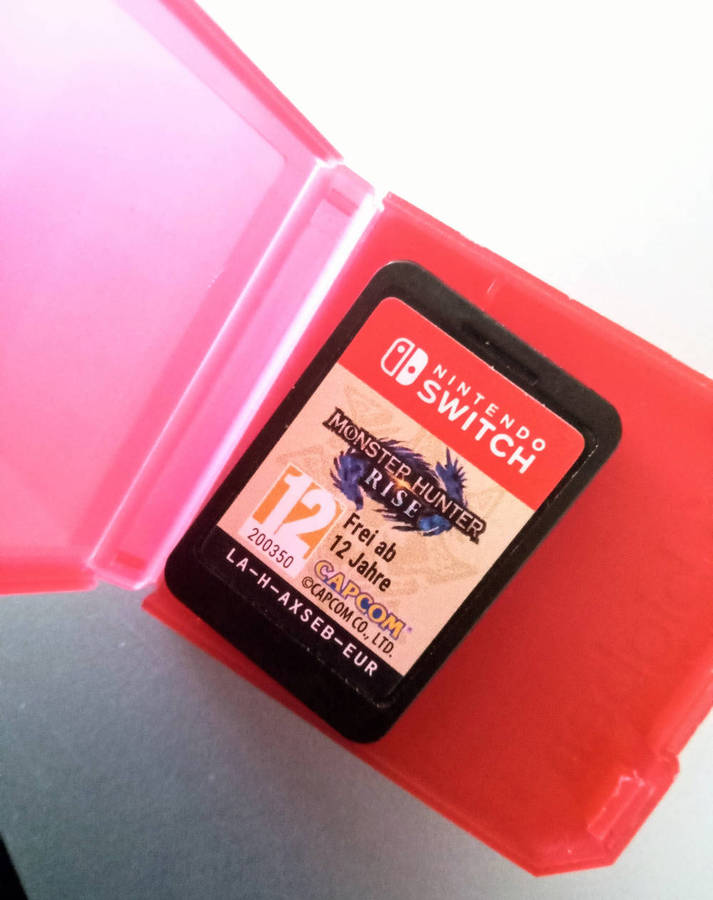 NINTENDO
SWITCH
MONSTER HUNTER
RISE
12
200350
Frei ab
12 Jahre
CAPCOM
©CAPCOM CO., LTD.
LA-H-AXSEB-EUR